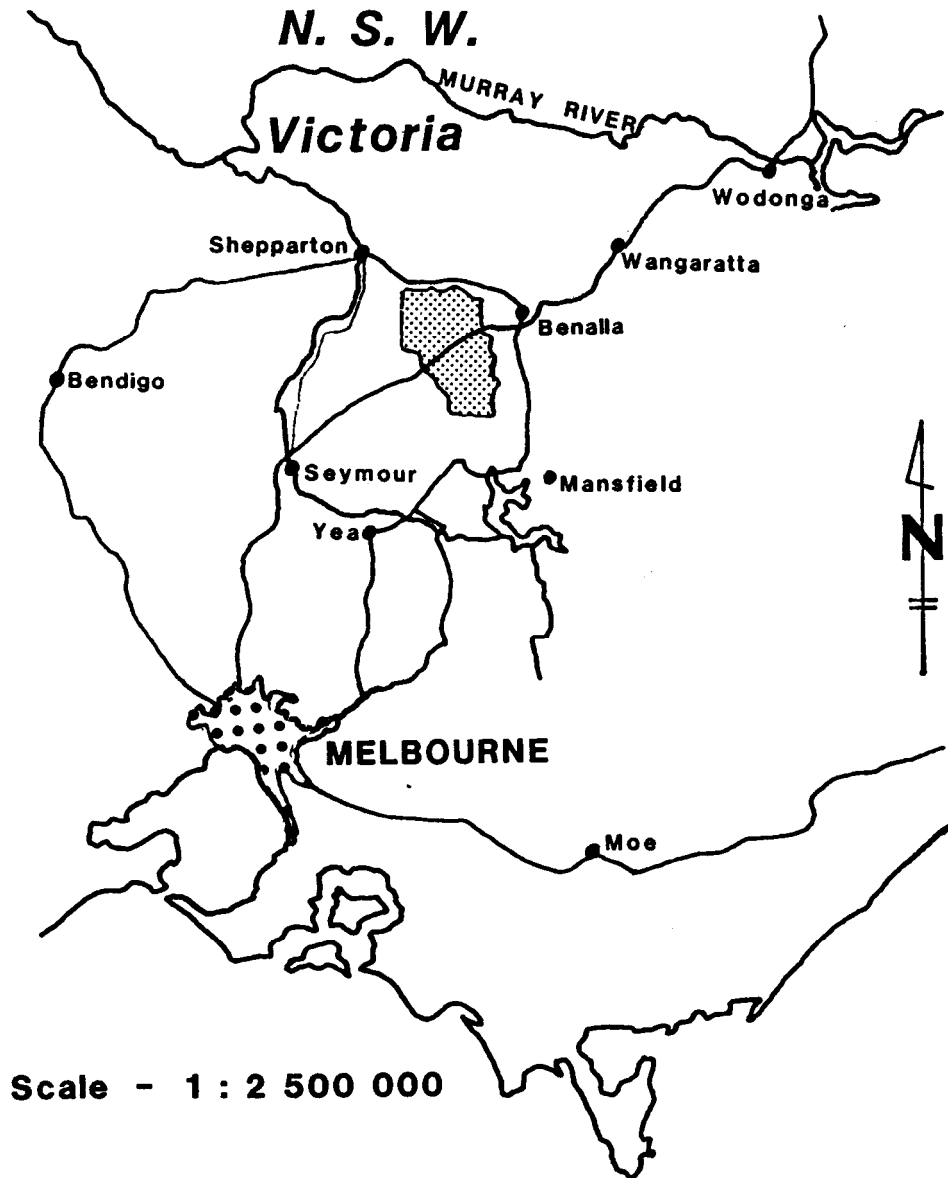 N. S. W.
MURRAY RIVER
Victoria
Wodonga
Shepparton
Wangaratta
Benalla
Bendigo
Seymour
Mansfield
Yea
N
MELBOURNE
Moe
Scale - 1 : 2 500 000